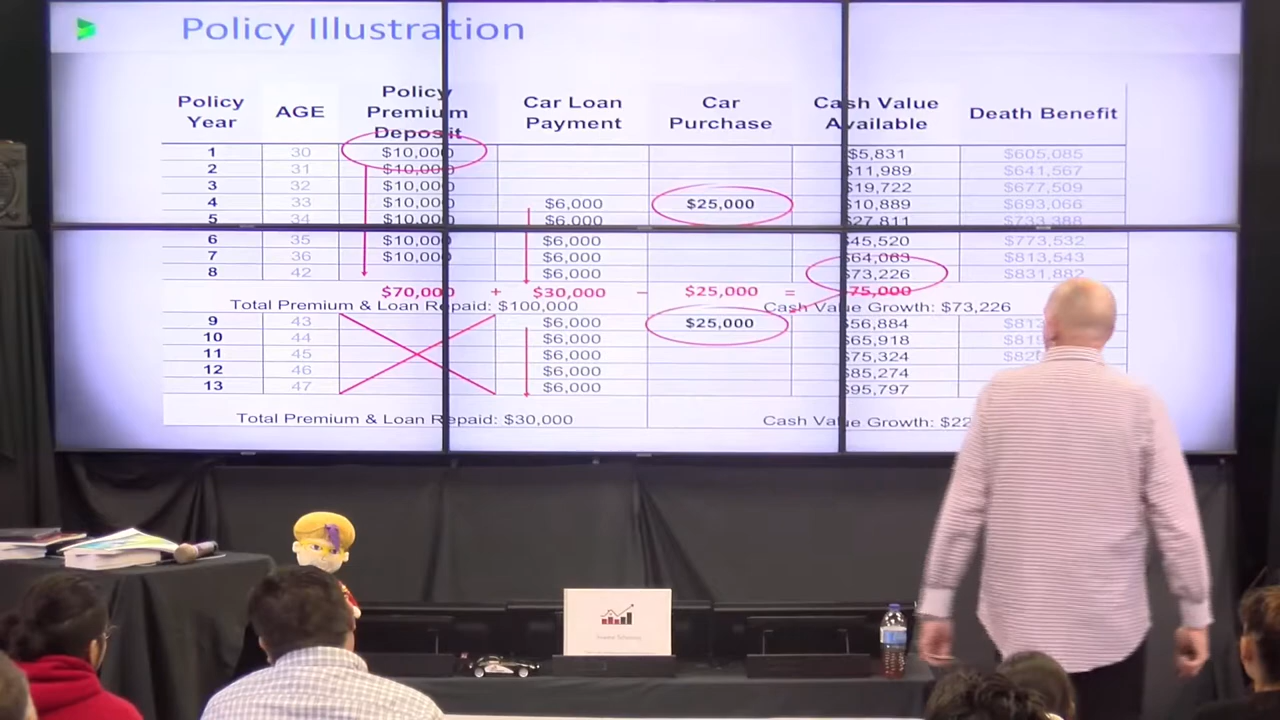 Policy Illustration
Policy Year AGE Policy Premium Deposit Car Loan Payment Car Purchase Cash Value Available Death Benefit
1 30 $10,000 $5,831 $605,085
2 31 $10,000 $11,989 $641,567
3 32 $10,000 $19,722 $677,509
4 33 $10,000 $6,000 $25,000 $10,889 $693,066
5 34 $10,000 $6,000 $27,811 $733,388
6 35 $10,000 $6,000 $45,520 $773,532
7 36 $10,000 $6,000 $64,063 $813,543
8 42 $6,000 $73,226 $831,882
$70,000 + $30,000 - $25,000 = 75,000
Total Premium & Loan Repaid: $100,000 Cash Value Growth: $73,226
9 43 $6,000 $25,000 $56,884
10 44 $6,000 $65,918
11 45 $6,000 $75,324
12 46 $6,000 $85,274
13 47 $6,000 $95,797
Total Premium & Loan Repaid: $30,000 Cash Value Growth: $22